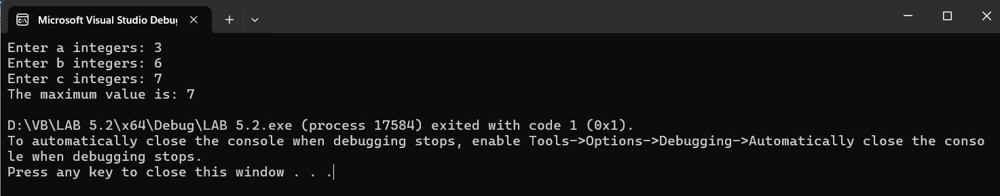 Microsoft Visual Studio Debu
Enter a integers: 3
Enter b integers: 6
Enter c integers: 7
The maximum value is: 7
D:\VB\LAB 5.2\x64\Debug\LAB 5.2.exe (process 17584) exited with code 1 (0x1).
To automatically close the console when debugging stops, enable Tools->Options->Debugging->Automatically close the conso
le when debugging stops.
Press any key to close this window . . .